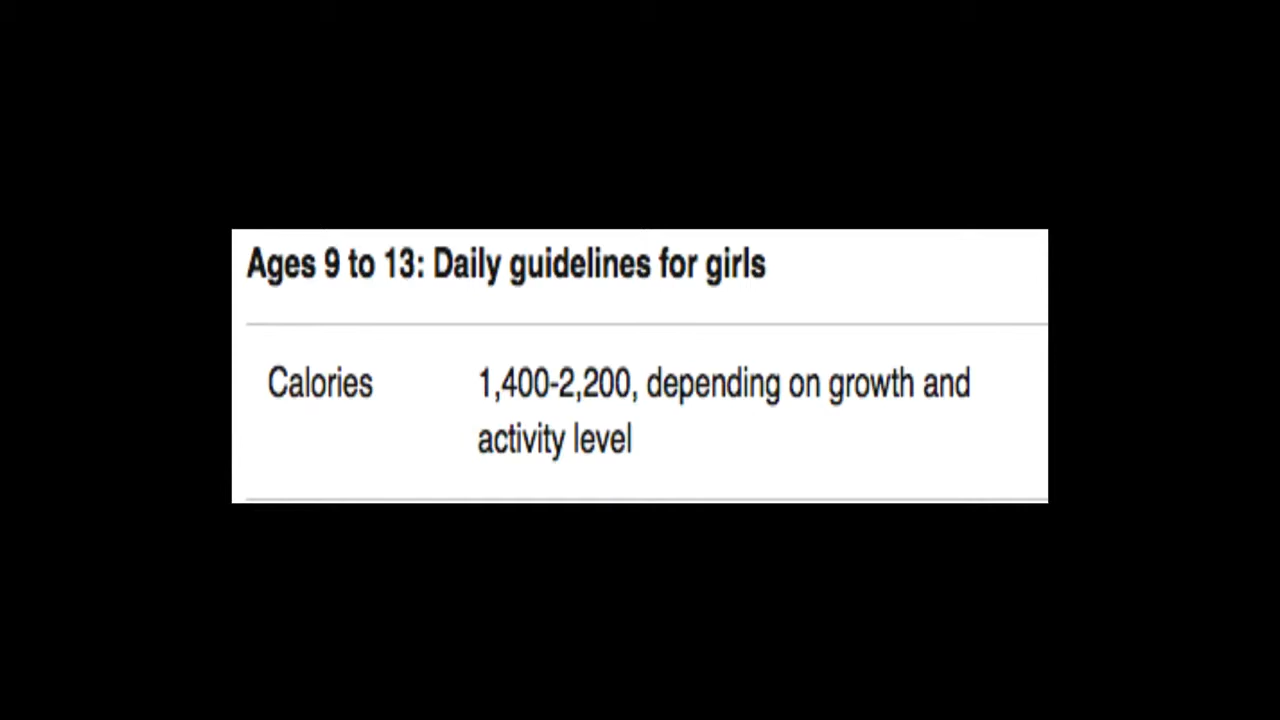 Ages 9 to 13: Daily guidelines for girls
Calories 1,400-2,200, depending on growth and
activity level